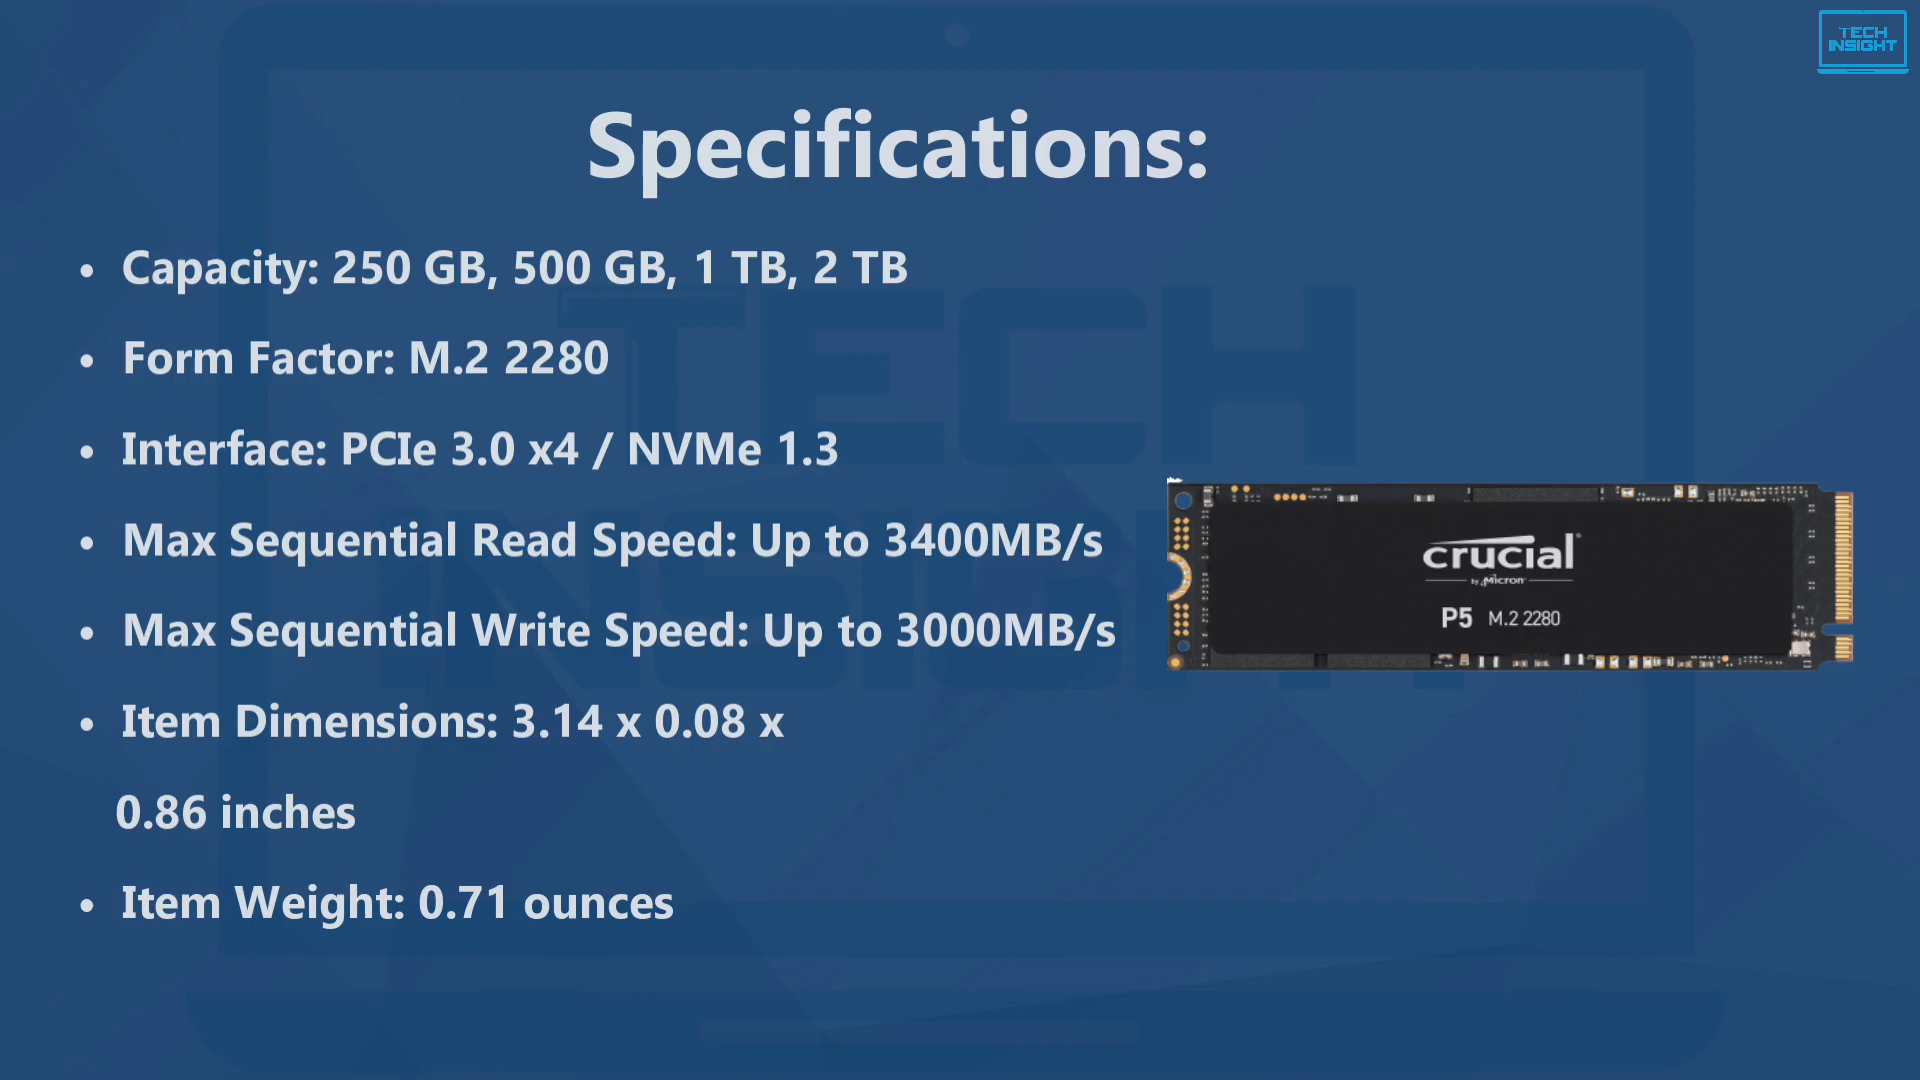 TECH
INSIGHT
Specifications:
• Capacity: 250 GB, 500 GB, 1 TB, 2 TB
• Form Factor: M.2 2280
• Interface: PCIe 3.0 x4 / NVMe 1.3
• Max Sequential Read Speed: Up to 3400MB/s
• Max Sequential Write Speed: Up to 3000MB/s
• Item Dimensions: 3.14 x 0.08 x
0.86 inches
• Item Weight: 0.71 ounces
crucial
by Micron
P5 M.2 2280
TECH
INSIGHT